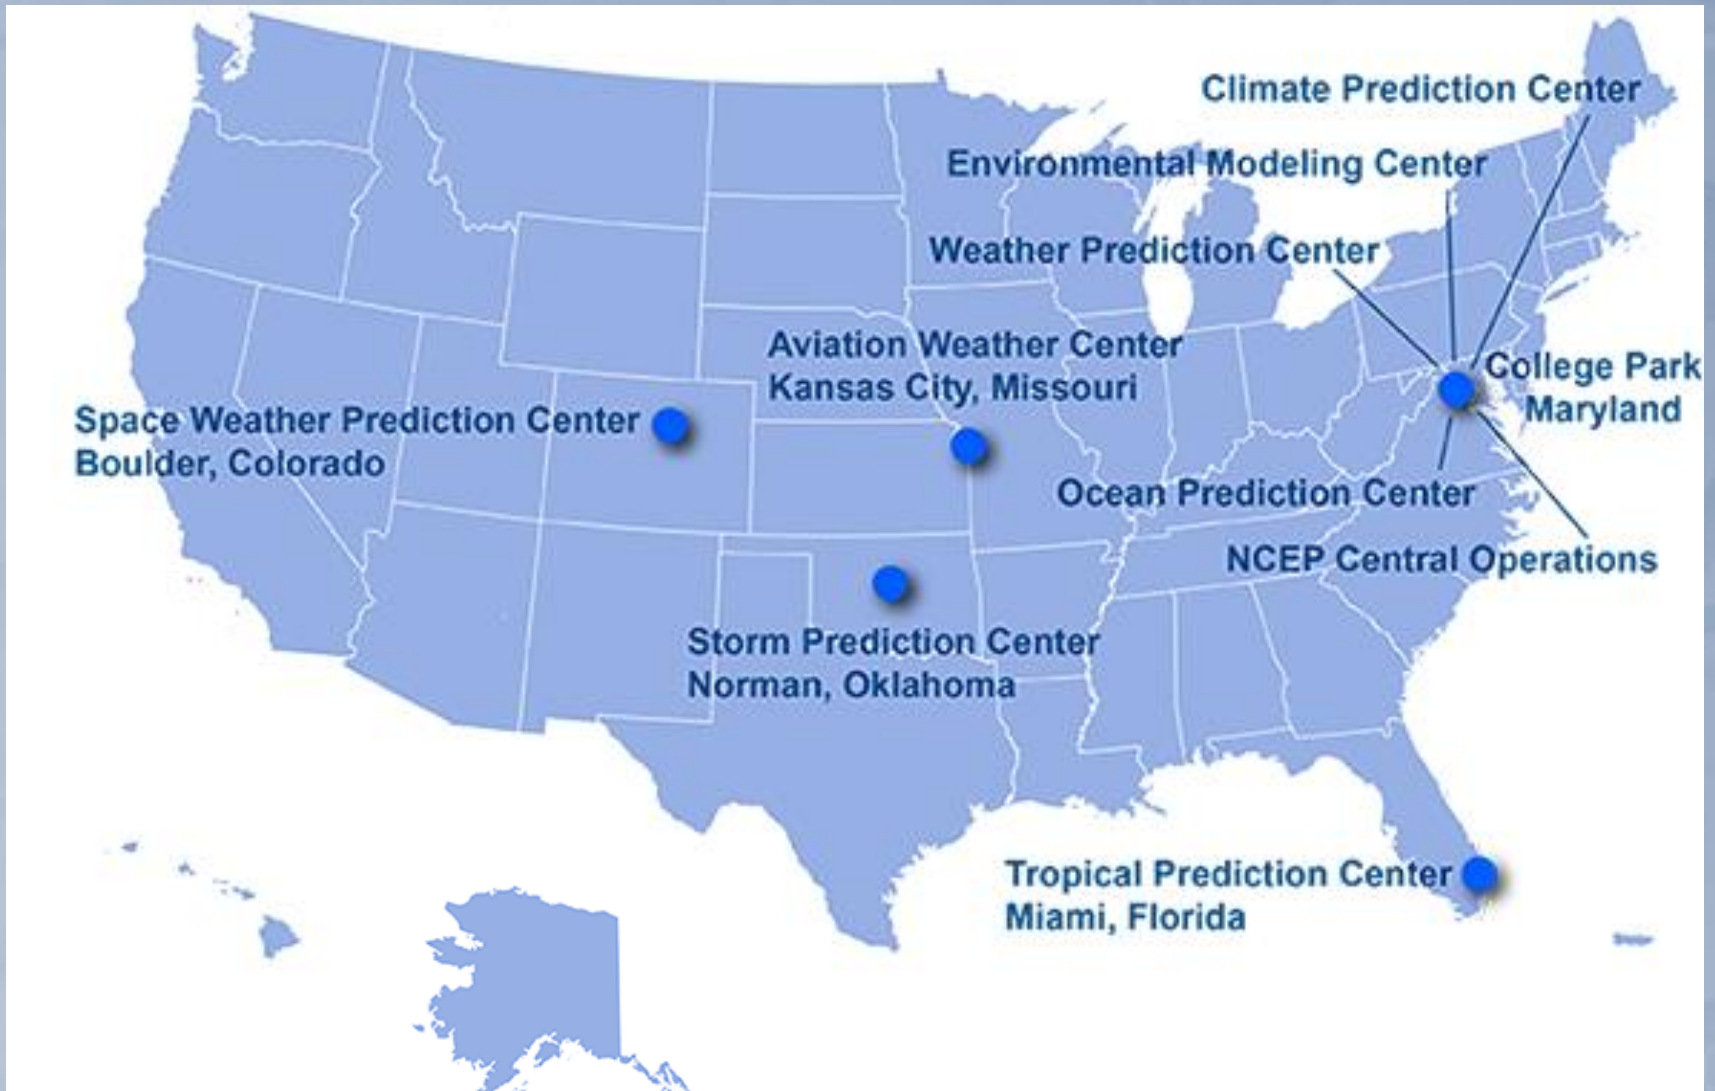 Climate Prediction Center
Environmental Modeling Center
Weather Prediction Center
Aviation Weather Center
Kansas City, Missouri
College Park
Maryland
Space Weather Prediction Center
Boulder, Colorado
Ocean Prediction Center
NCEP Central Operations
Storm Prediction Center
Norman, Oklahoma
Tropical Prediction Center
Miami, Florida